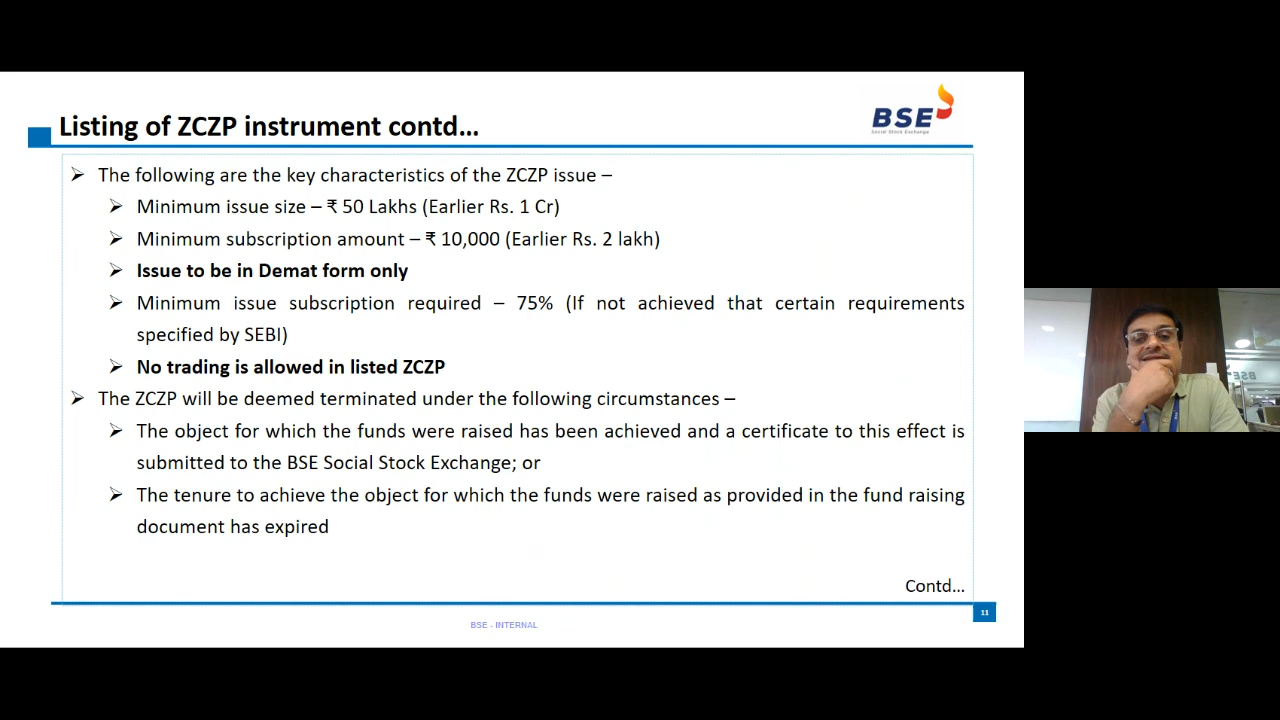 Listing of ZCZP instrument contd...
BSE
Social Stock Exchange
➢ The following are the key characteristics of the ZCZP issue –
➢ Minimum issue size – ₹ 50 Lakhs (Earlier Rs. 1 Cr)
➢ Minimum subscription amount – ₹ 10,000 (Earlier Rs. 2 lakh)
➢ Issue to be in Demat form only
➢ Minimum issue subscription required – 75% (If not achieved that certain requirements
specified by SEBI)
➢ No trading is allowed in listed ZCZP
➢ The ZCZP will be deemed terminated under the following circumstances –
➢ The object for which the funds were raised has been achieved and a certificate to this effect is
submitted to the BSE Social Stock Exchange; or
➢ The tenure to achieve the object for which the funds were raised as provided in the fund raising
document has expired
Contd...
11
BSE - INTERNAL
BSE